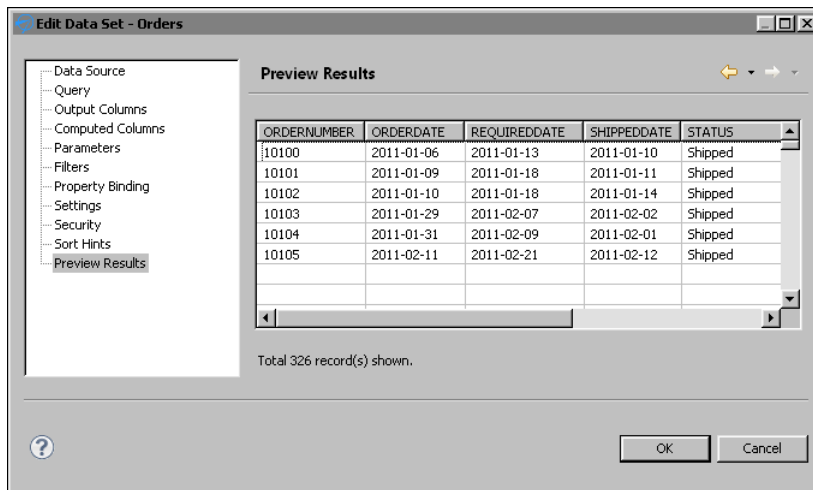 Edit Data Set - Orders
Data Source
Query
Output Columns
Computed Columns
Parameters
Filters
Property Binding
Settings
Security
Sort Hints
Preview Results
Preview Results
ORDERNUMBER ORDERDATE REQUIREDDATE SHIPPEDDATE STATUS
10100 2011-01-06 2011-01-13 2011-01-10 Shipped
10101 2011-01-09 2011-01-18 2011-01-11 Shipped
10102 2011-01-10 2011-01-18 2011-01-14 Shipped
10103 2011-01-29 2011-02-07 2011-02-02 Shipped
10104 2011-01-31 2011-02-09 2011-02-01 Shipped
10105 2011-02-11 2011-02-21 2011-02-12 Shipped
Total 326 record(s) shown.
?
OK Cancel